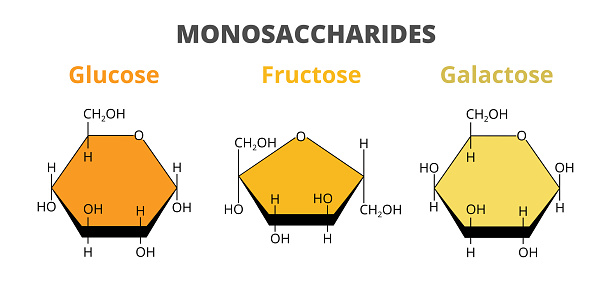 MONOSACCHARIDES
Glucose Fructose Galactose
CH₂OH CH₂OH
O CH₂OH O H O
H H H
H H HO OH
HO OH H HO H H
OH H HO CH₂OH OH H
H OH OH H H OH